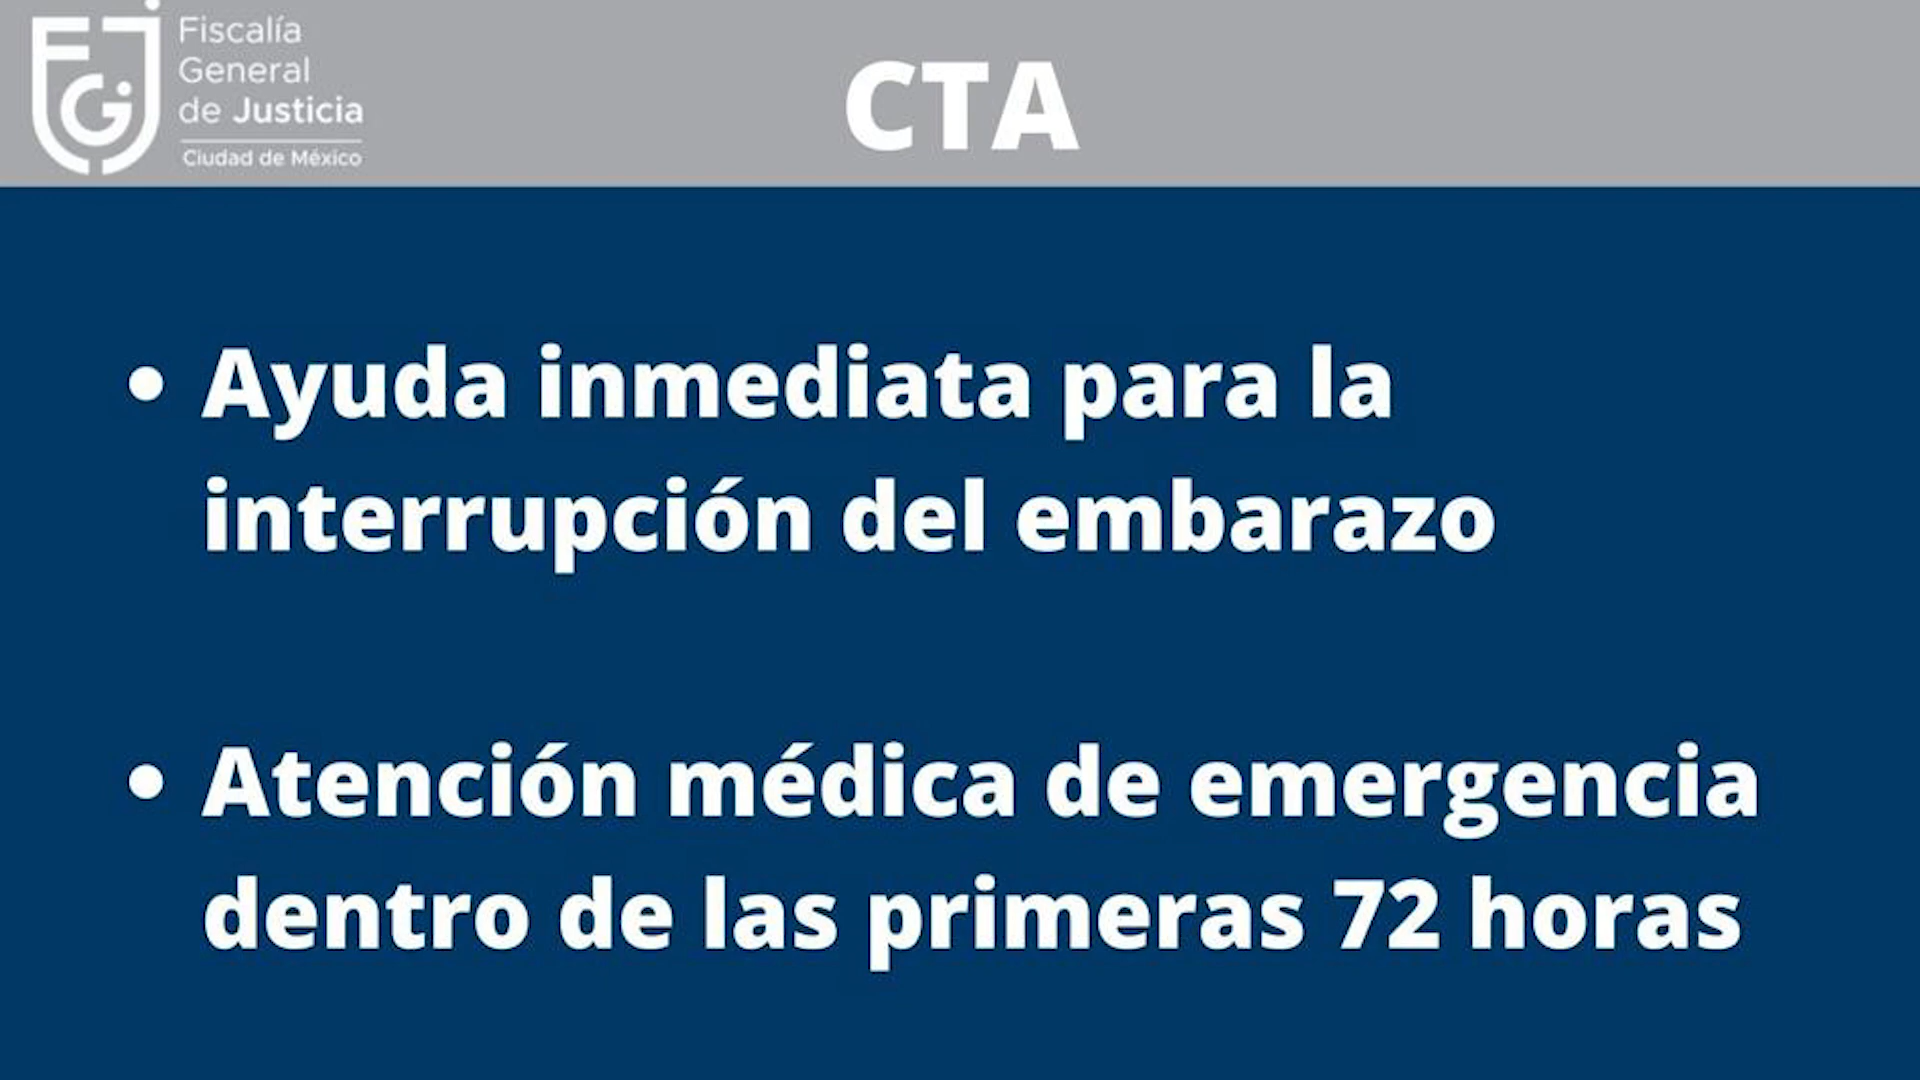 Fiscalía
General
de Justicia
Ciudad de México
CTA
• Ayuda inmediata para la
interrupción del embarazo
• Atención médica de emergencia
dentro de las primeras 72 horas